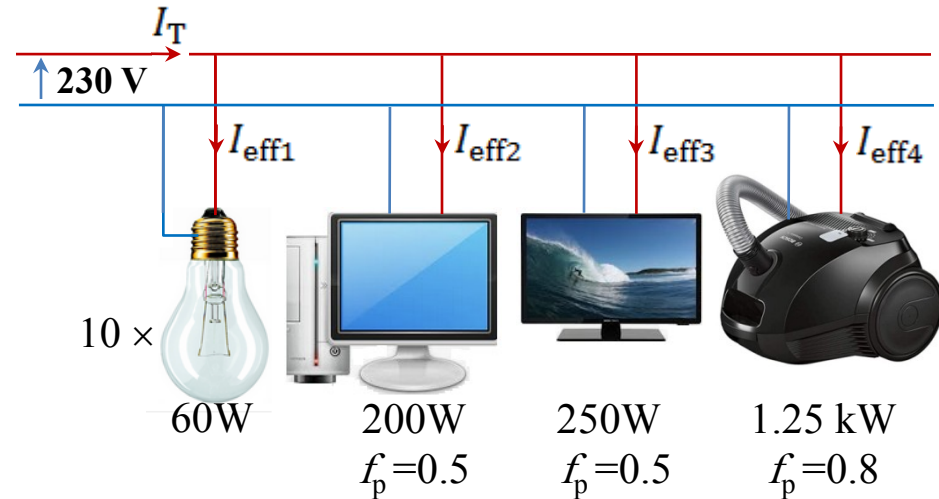 I_T
230 V
I_eff1
I_eff2
I_eff3
I_eff4
10 ×
60W
200W
250W
1.25 kW
f_p =0.5
f_p =0.5
f_p =0.8